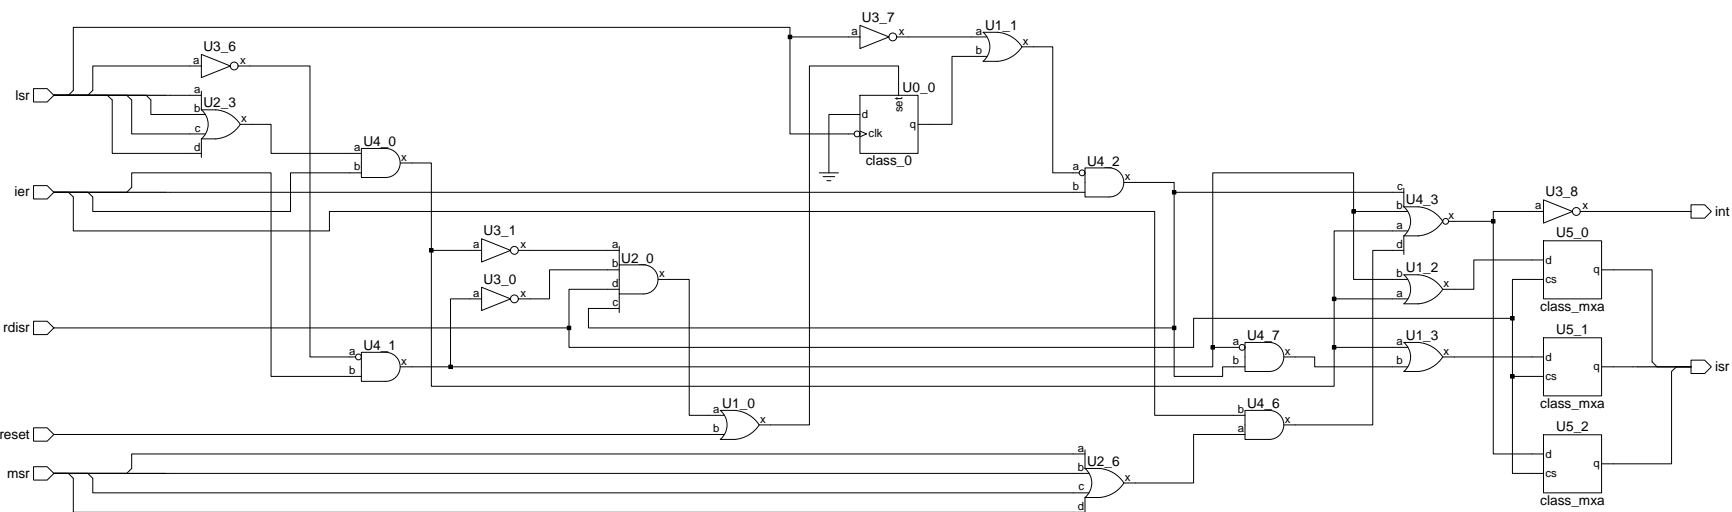 U3_7
a x
U1_1
a x
b
U3_6
a x
U0_0
set
d
q
clk
class_0
lsr
a
U2_3
b x
c
d
U4_0
a x
b
U4_2
a x
b
ier
c
U4_3
b x
a
d
U3_8
a x
int
U5_0
d
q
cs
class_mxa
U3_1
a x
a
U2_0
b x
d
c
U3_0
a x
U1_2
b x
a
rdisr
U4_1
a x
b
U4_7
a x
b
U1_3
a x
b
U5_1
d
q
cs
class_mxa
isr
U1_0
a x
b
reset
U4_6
b x
a
U5_2
d
q
cs
class_mxa
msr
a
U2_6
b x
c
d